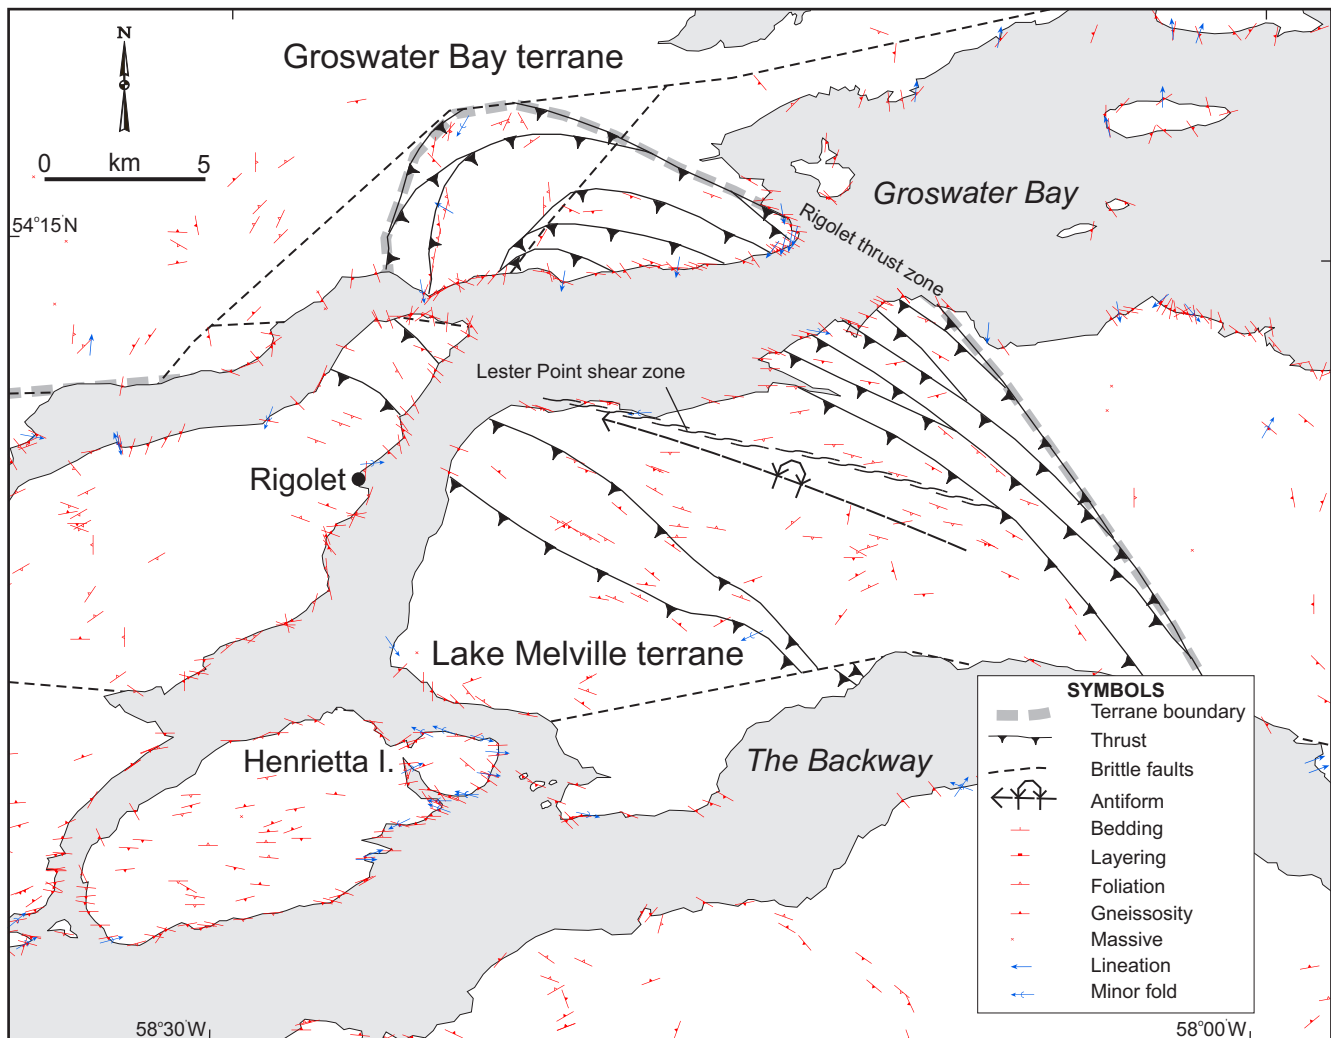 N
Groswater Bay terrane
0 km 5
54°15'N
Groswater Bay
Rigolet thrust zone
Lester Point shear zone
Rigolet
Lake Melville terrane
Henrietta I.
The Backway
SYMBOLS
Terrane boundary
Thrust
Brittle faults
Antiform
Bedding
Layering
Foliation
Gneissosity
Massive
Lineation
Minor fold
58°30'W
58°00'W